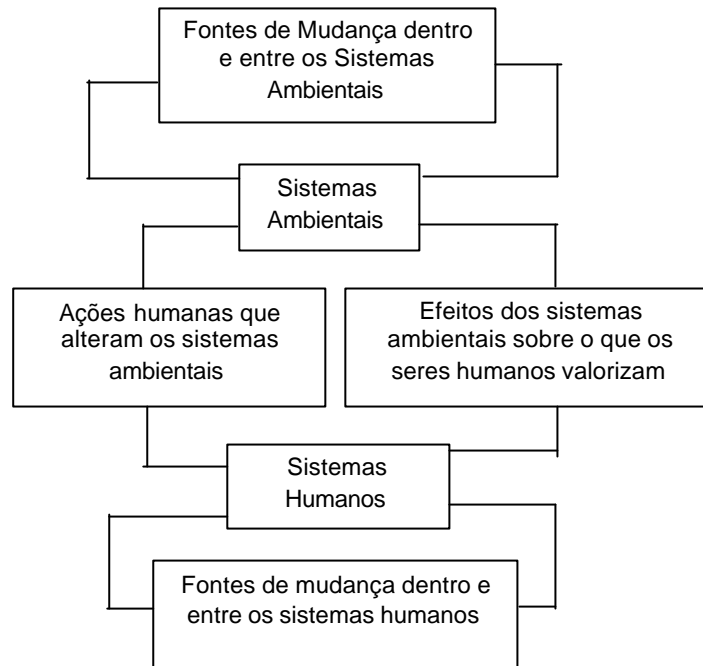 Fontes de Mudança dentro
e entre os Sistemas
Ambientais
Sistemas
Ambientais
Ações humanas que
alteram os sistemas
ambientais
Efeitos dos sistemas
ambientais sobre o que os
seres humanos valorizam
Sistemas
Humanos
Fontes de mudança dentro e
entre os sistemas humanos